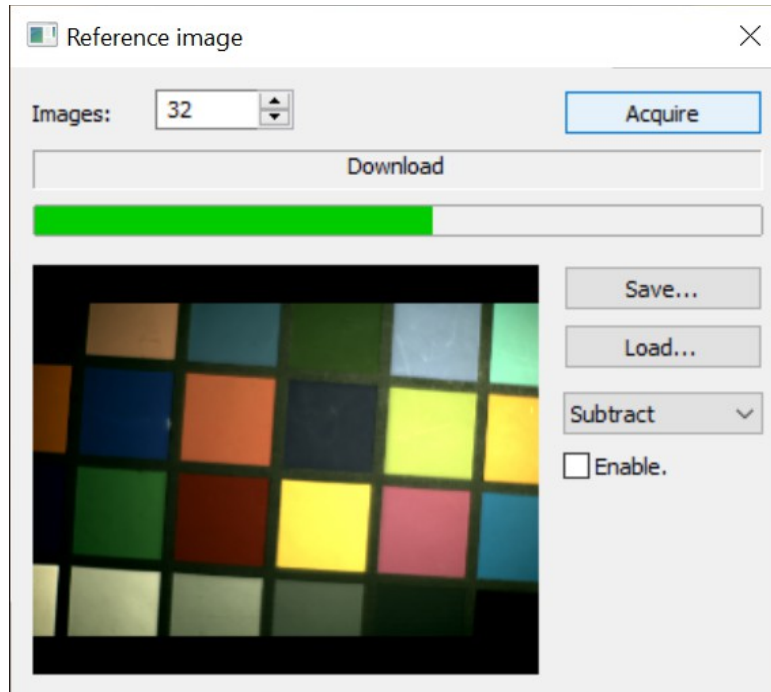 Reference image
Images: 32 Acquire
Download
Save...
Load...
Subtract
Enable.